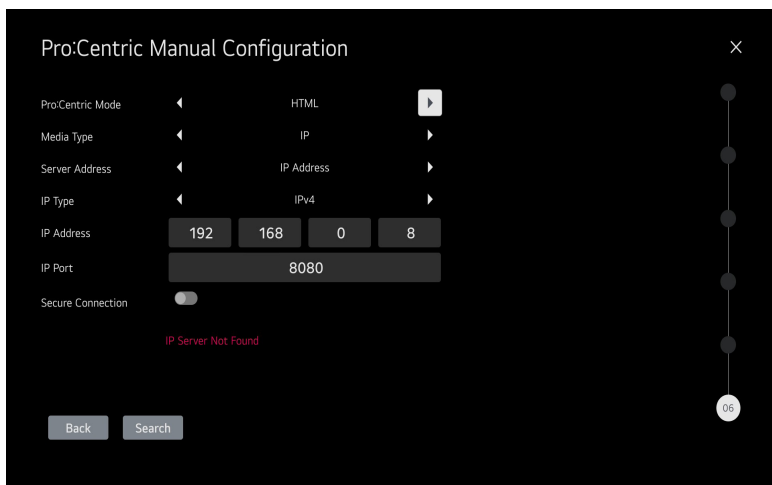 Pro:Centric Manual Configuration
Pro:Centric Mode HTML
Media Type IP
Server Address IP Address
IP Type IPv4
IP Address 192 168 0 8
IP Port 8080
Secure Connection
IP Server Not Found
06
Back Search